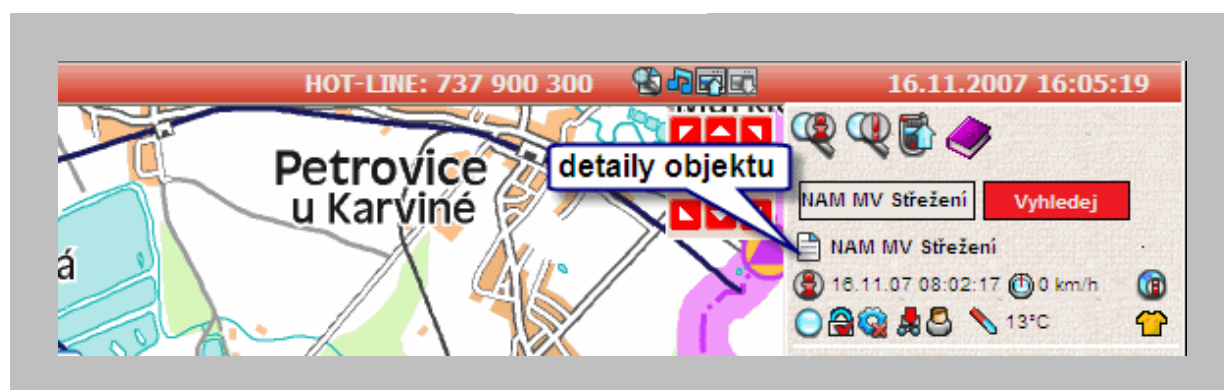 HOT-LINE: 737 900 300
16.11.2007 16:05:19
Petrovice
u Karviné
detaily objektu
á
NAM MV Střežení
Vyhledej
NAM MV Střežení
16.11.07 08:02:17 0 km/h
13°C